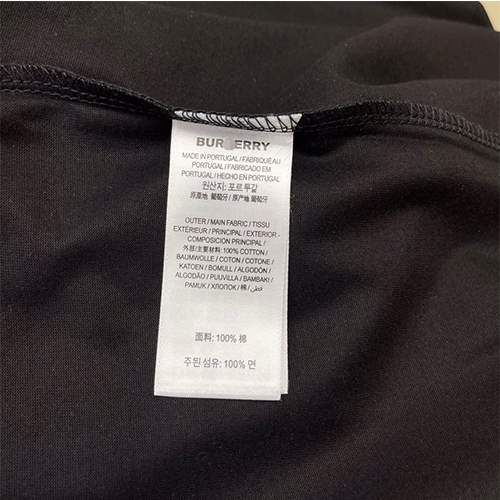 BURBERRY
MADE IN PORTUGAL / FABRIQUÉ AU
PORTUGAL / FABRICADO EM
PORTUGAL / HECHO EN PORTUGAL
원산지: 포르투갈
原產地 葡萄牙 / 原产地 葡萄牙
OUTER / MAIN FABRIC / TISSU
EXTÉRIEUR / PRINCIPAL / EXTERIOR -
COMPOSICIÓN PRINCIPAL /
外部/主要材料: 100% COTTON /
BAUMWOLLE / COTON / COTONE /
KATOEN / BOMULL / ALGODÓN /
ALGODÃO / PUUVILLA / BAMBAKI /
PAMUK / ХЛОПОК / 棉 / قطن /
面料: 100% 棉
주된 섬유: 100% 면